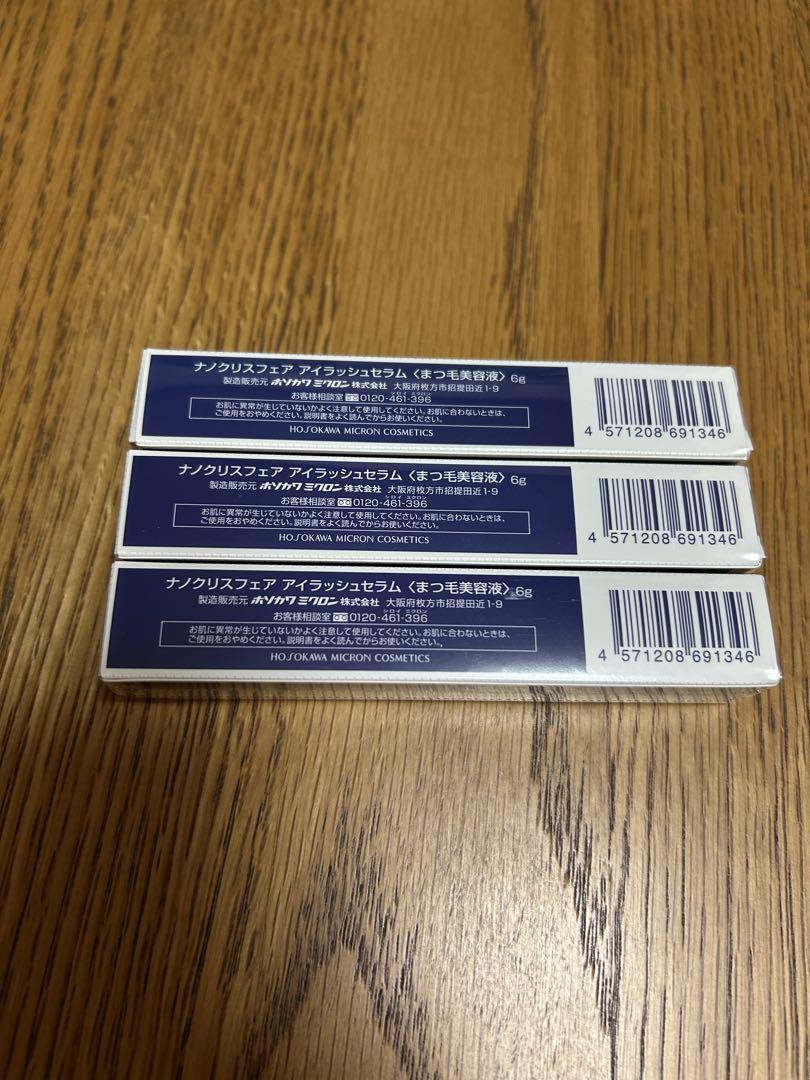 ナノクリスフェア アイラッシュセラム〈まつ毛美容液〉6g
製造販売元 ホソカワミクロン株式会社 大阪府枚方市招提田近1-9
シロイ ミクロン
お客様相談室 0120-461-396
お肌に異常が生じていないかよく注意して使用してください。お肌に合わないときは、
ご使用をおやめください。説明書をよく読んでからお使いください。
HOSOKAWA MICRON COSMETICS
4 571208 691346
ナノクリスフェア アイラッシュセラム〈まつ毛美容液〉6g
製造販売元 ホソカワミクロン株式会社 大阪府枚方市招提田近1-9
シロイ ミクロン
お客様相談室 0120-461-396
お肌に異常が生じていないかよく注意して使用してください。お肌に合わないときは、
ご使用をおやめください。説明書をよく読んでからお使いください。
HOSOKAWA MICRON COSMETICS
4 571208 691346
ナノクリスフェア アイラッシュセラム〈まつ毛美容液〉6g
製造販売元 ホソカワミクロン株式会社 大阪府枚方市招提田近1-9
シロイ ミクロン
お客様相談室 0120-461-396
お肌に異常が生じていないかよく注意して使用してください。お肌に合わないときは、
ご使用をおやめください。説明書をよく読んでからお使いください。
HOSOKAWA MICRON COSMETICS
4 571208 691346